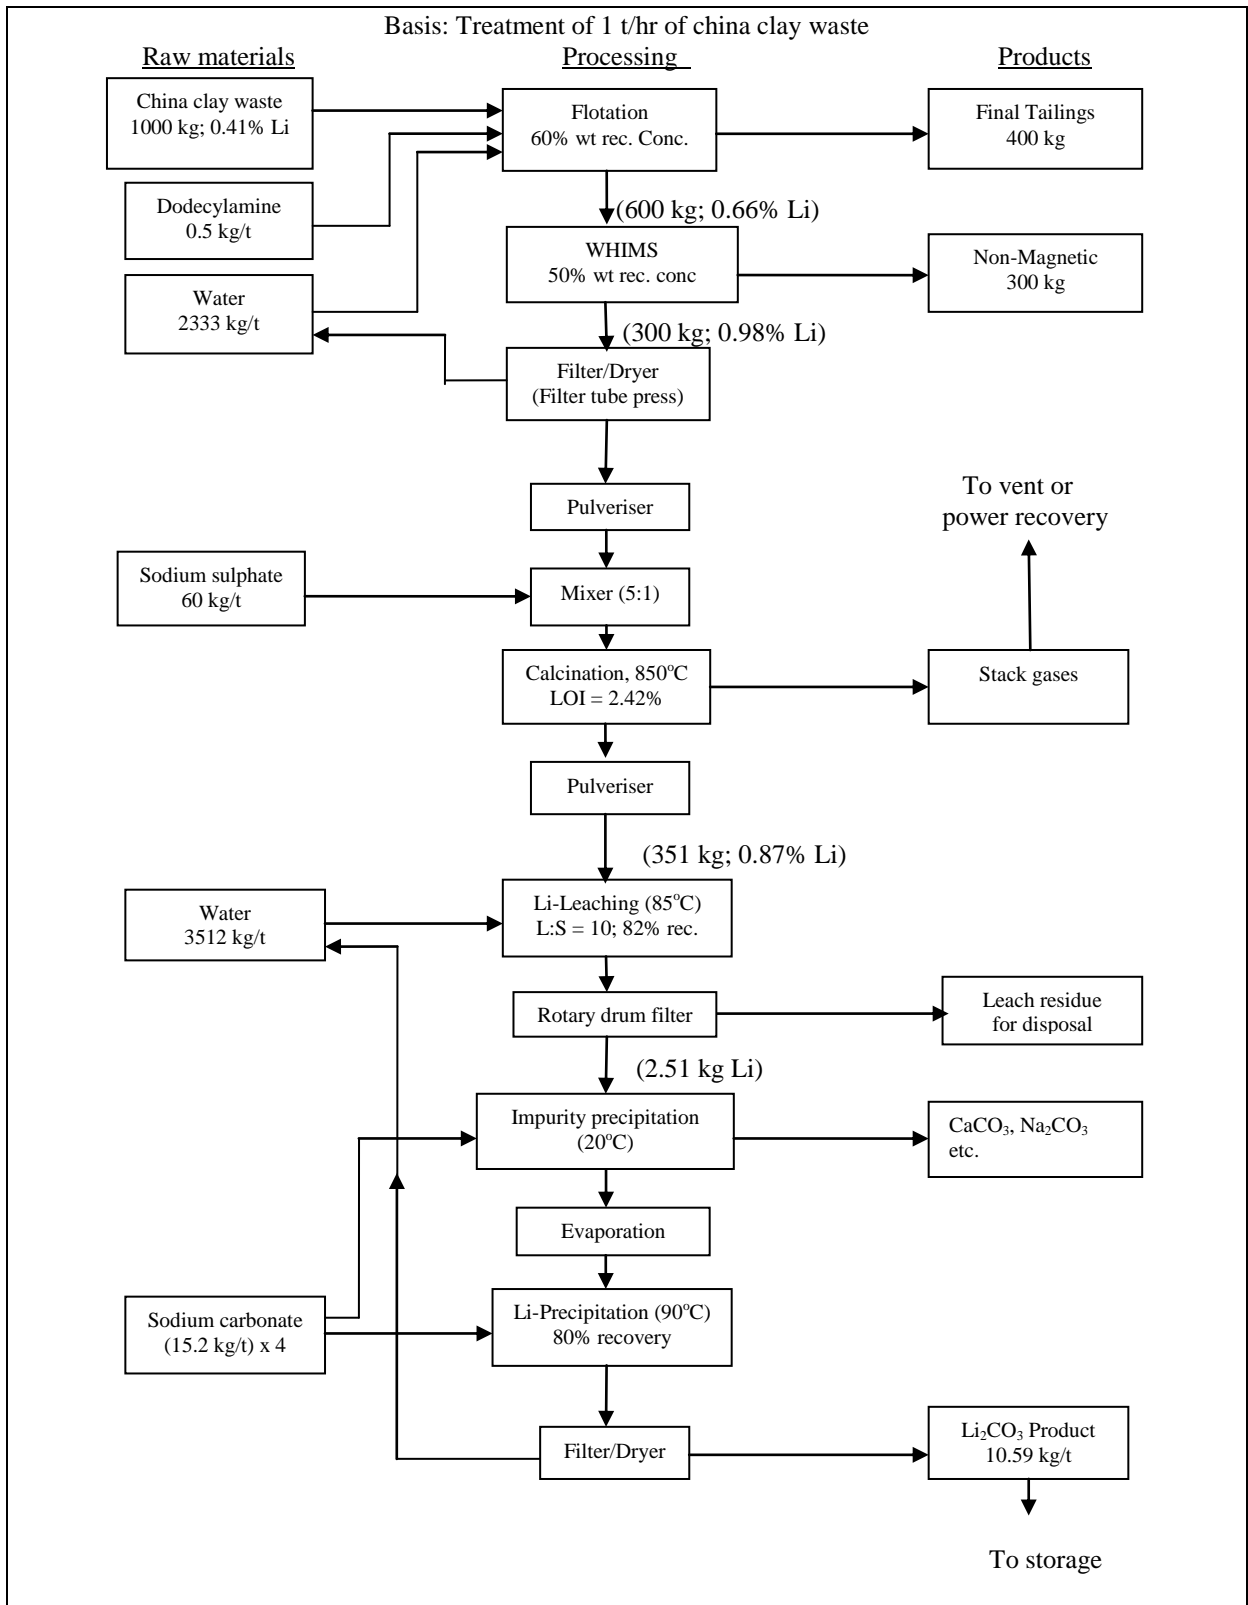 Basis: Treatment of 1 t/hr of china clay waste
Raw materials
Processing
Products
China clay waste
1000 kg; 0.41% Li
Flotation
60% wt rec. Conc.
Final Tailings
400 kg
Dodecylamine
0.5 kg/t
(600 kg; 0.66% Li)
WHIMS
50% wt rec. conc
Non-Magnetic
300 kg
Water
2333 kg/t
(300 kg; 0.98% Li)
Filter/Dryer
(Filter tube press)
Pulveriser
To vent or
power recovery
Sodium sulphate
60 kg/t
Mixer (5:1)
Calcination, 850°C
LOI = 2.42%
Stack gases
Pulveriser
(351 kg; 0.87% Li)
Water
3512 kg/t
Li-Leaching (85°C)
L:S = 10; 82% rec.
Rotary drum filter
Leach residue
for disposal
(2.51 kg Li)
Impurity precipitation
(20°C)
CaCO₃, Na₂CO₃
etc.
Evaporation
Sodium carbonate
(15.2 kg/t) x 4
Li-Precipitation (90°C)
80% recovery
Filter/Dryer
Li₂CO₃ Product
10.59 kg/t
To storage